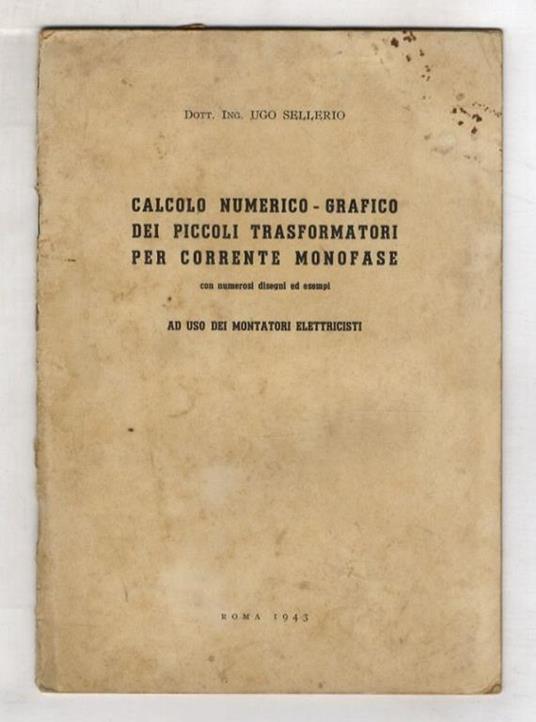 Dott. Ing. UGO SELLERIO
CALCOLO NUMERICO - GRAFICO
DEI PICCOLI TRASFORMATORI
PER CORRENTE MONOFASE
con numerosi disegni ed esempi
AD USO DEI MONTATORI ELETTRICISTI
ROMA 1943